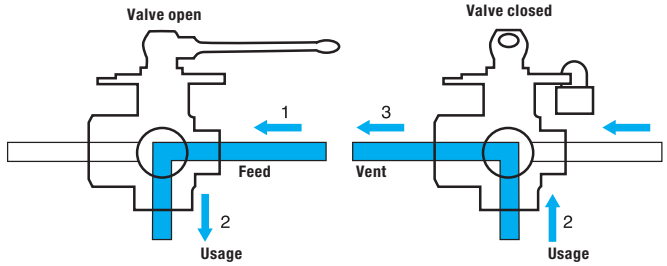 Valve open
1
Feed
2
Usage
Valve closed
3
Vent
2
Usage